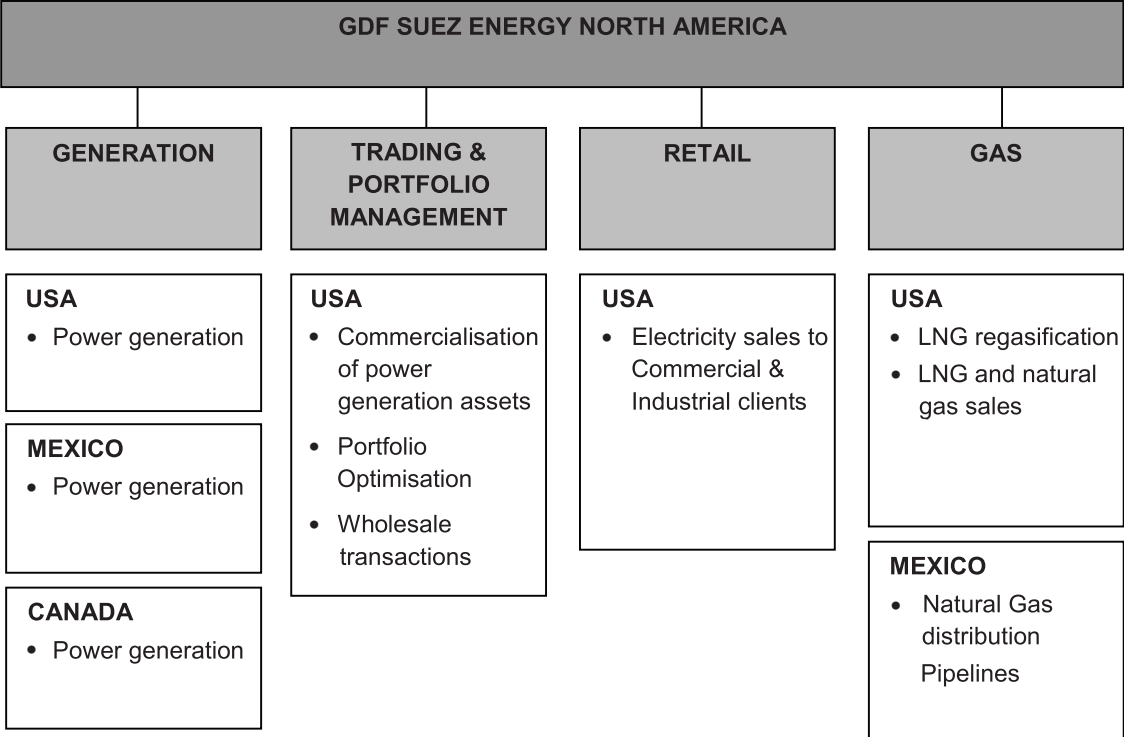 GDF SUEZ ENERGY NORTH AMERICA
GENERATION
USA
• Power generation
MEXICO
• Power generation
CANADA
• Power generation
TRADING &
PORTFOLIO
MANAGEMENT
USA
• Commercialisation
of power
generation assets
• Portfolio
Optimisation
• Wholesale
transactions
RETAIL
USA
• Electricity sales to
Commercial &
Industrial clients
GAS
USA
• LNG regasification
• LNG and natural
gas sales
MEXICO
• Natural Gas
distribution
Pipelines